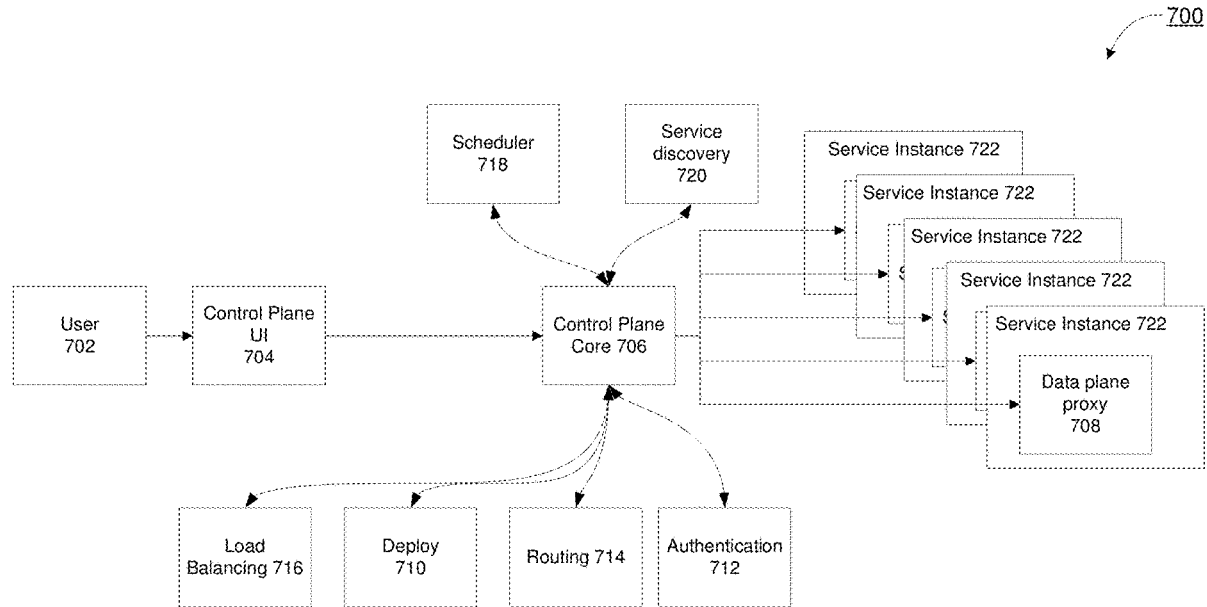 700
Scheduler
718
Service
discovery
720
Service Instance 722
Service Instance 722
Service Instance 722
Service Instance 722
Service Instance 722
User
702
Control Plane
UI
704
Control Plane
Core 706
Data plane
proxy
708
Load
Balancing 716
Deploy
710
Routing 714
Authentication
712